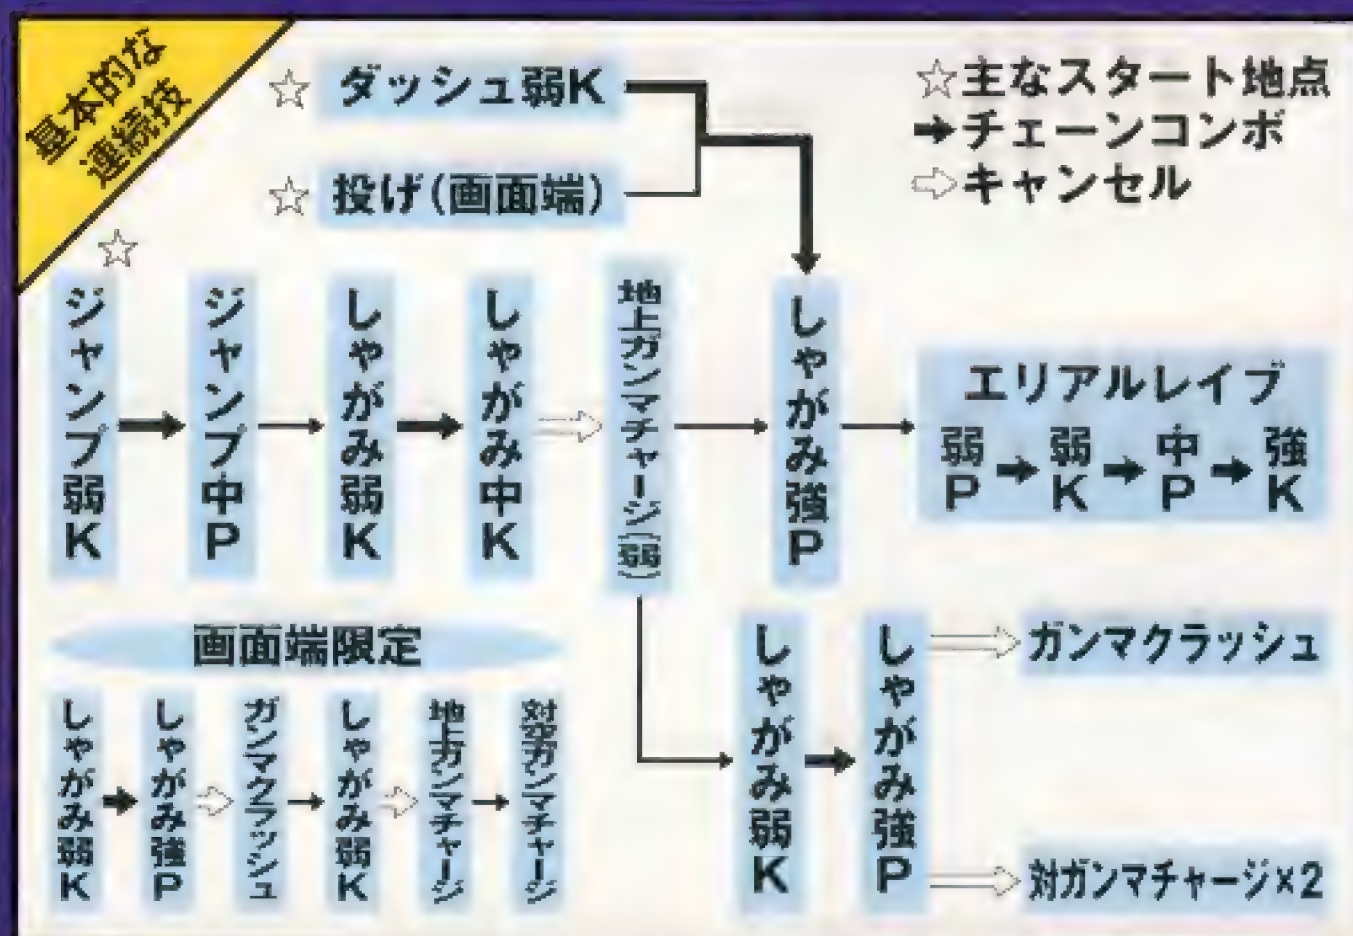 基本的な
連続技
☆ダッシュ弱K
☆投げ(画面端)
☆主なスタート地点
➡チェーンコンボ
⇨キャンセル
☆
ジャンプ弱K
ジャンプ中P
しゃがみ弱K
しゃがみ中K
地上ガンマチャージ(弱)
しゃがみ強P
エリアルレイブ
弱P➡弱K➡中P➡強K
しゃがみ弱K
しゃがみ強P
ガンマクラッシュ
対ガンマチャージ×2
画面端限定
しゃがみ弱K
しゃがみ強P
ガンマクラッシュ
しゃがみ弱K
地上ガンマチャージ
対空ガンマチャージ